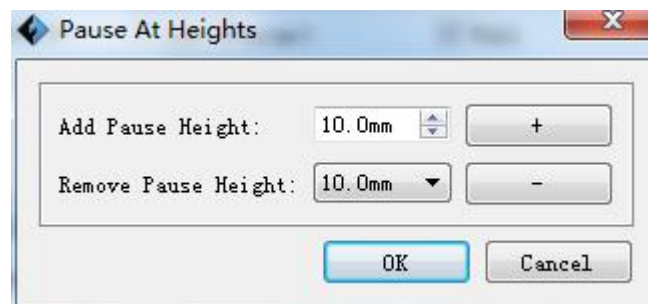 Pause At Heights
Add Pause Height: 10.0mm +
Remove Pause Height: 10.0mm -
OK Cancel